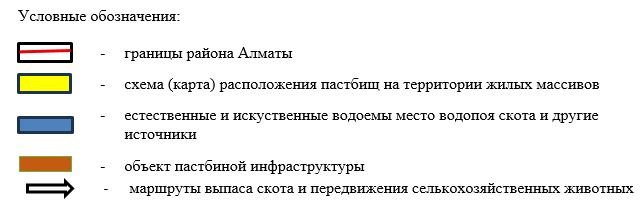 Условные обозначения:
- границы района Алматы
- схема (карта) расположения пастбищ на территории жилых массивов
- естественные и искуственные водоемы место водопоя скота и другие
источники
- объект пастбиной инфраструктуры
- маршруты выпаса скота и передвижения селькохозяйственных животных